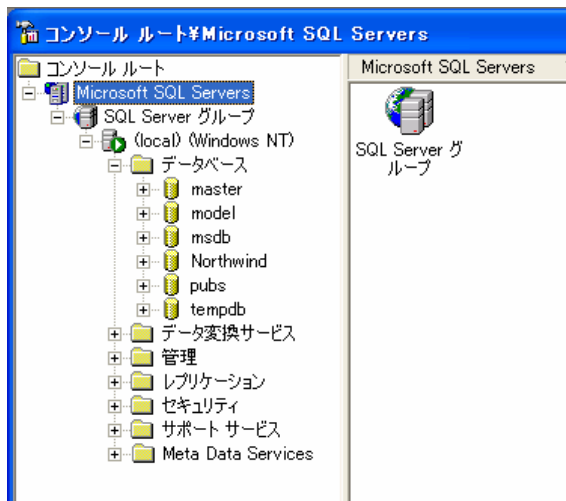 コンソール ルート¥Microsoft SQL Servers
コンソール ルート
Microsoft SQL Servers
SQL Server グループ
(local) (Windows NT)
データベース
master
model
msdb
Northwind
pubs
tempdb
データ変換サービス
管理
レプリケーション
セキュリティ
サポート サービス
Meta Data Services
Microsoft SQL Servers
SQL Server グ
ループ